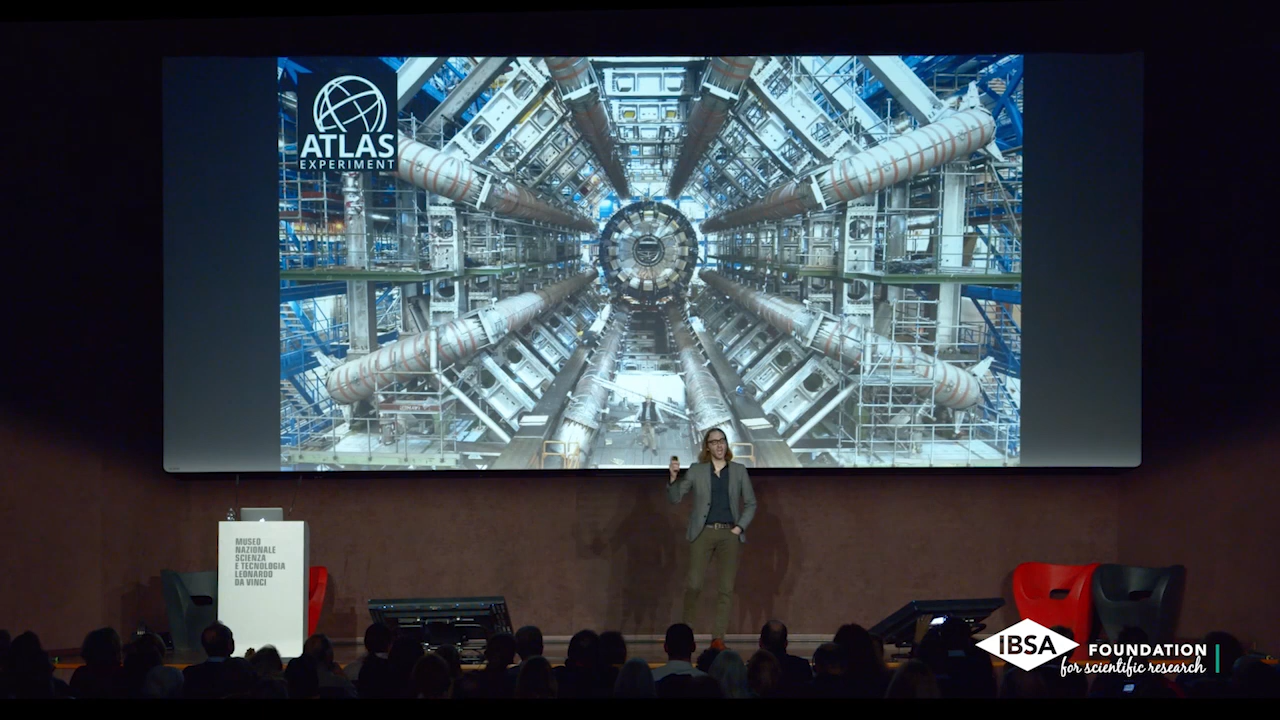 ATLAS
EXPERIMENT
MUSEO
NAZIONALE
SCIENZA
E TECNOLOGIA
LEONARDO
DA VINCI
IBSA
FOUNDATION
for scientific research